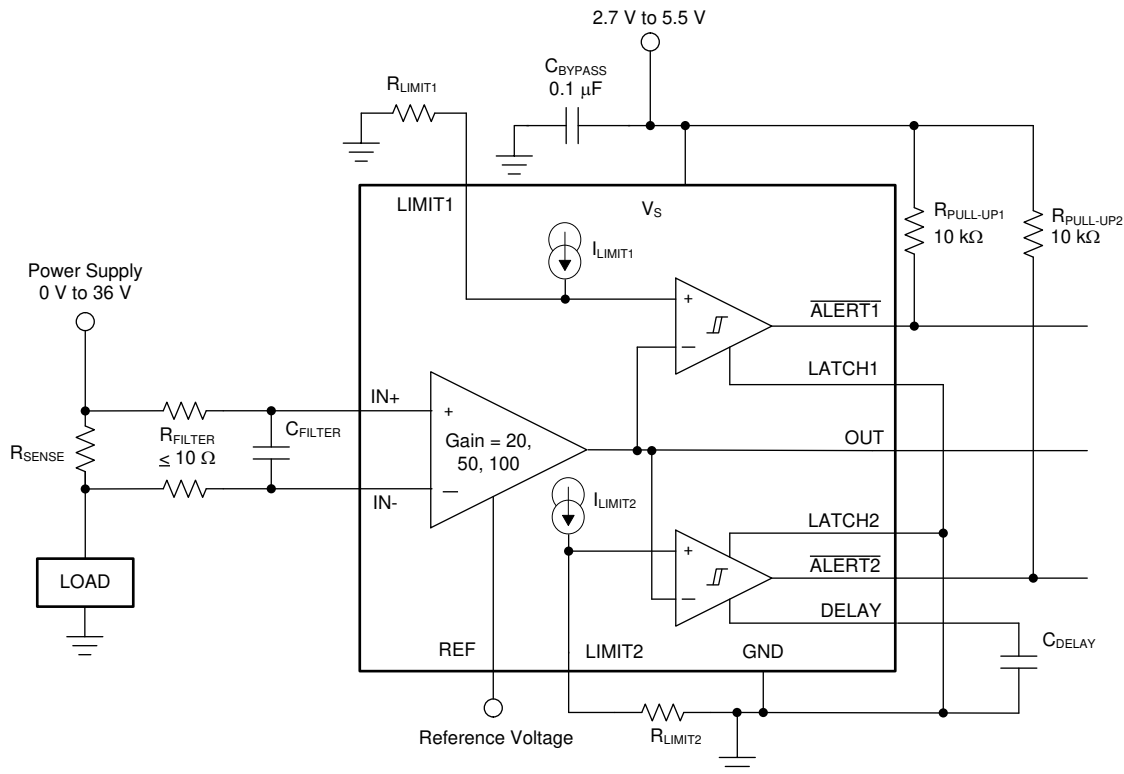 2.7 V to 5.5 V
CBYPASS
0.1 μF
RLIMIT1
LIMIT1
VS
RPULL-UP1
10 kΩ
RPULL-UP2
10 kΩ
ILIMIT1
Power Supply
0 V to 36 V
+
−
ALERT1
LATCH1
IN+
+
RSENSE
RFILTER
≤ 10 Ω
CFILTER
Gain = 20,
50, 100
OUT
−
IN-
ILIMIT2
LATCH2
+
−
ALERT2
LOAD
DELAY
REF
LIMIT2
GND
CDELAY
RLIMIT2
Reference Voltage